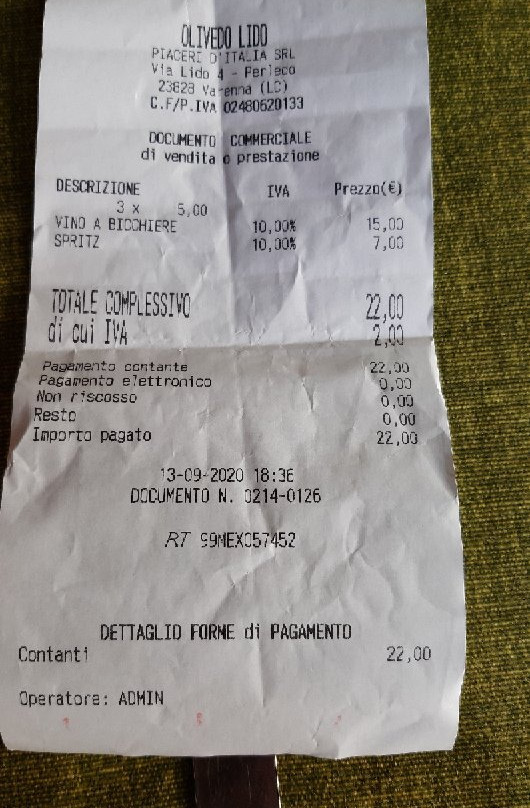 OLIVEDO LIDO
PIACERI D'ITALIA SRL
Via Lido 4 - Perledo
23828 Varenna (LC)
C.F/P.IVA 02480620133
DOCUMENTO COMMERCIALE
di vendita o prestazione
DESCRIZIONE IVA Prezzo(€)
3 x 5,00
VINO A BICCHIERE 10,00% 15,00
SPRITZ 10,00% 7,00
TOTALE COMPLESSIVO 22,00
di cui IVA 2,00
Pagamento contante 22,00
Pagamento elettronico 0,00
Non riscosso 0,00
Resto 0,00
Importo pagato 22,00
13-09-2020 18:36
DOCUMENTO N. 0214-0126
RT 99MEX057452
DETTAGLIO FORME di PAGAMENTO
Contanti 22,00
Operatore: ADMIN